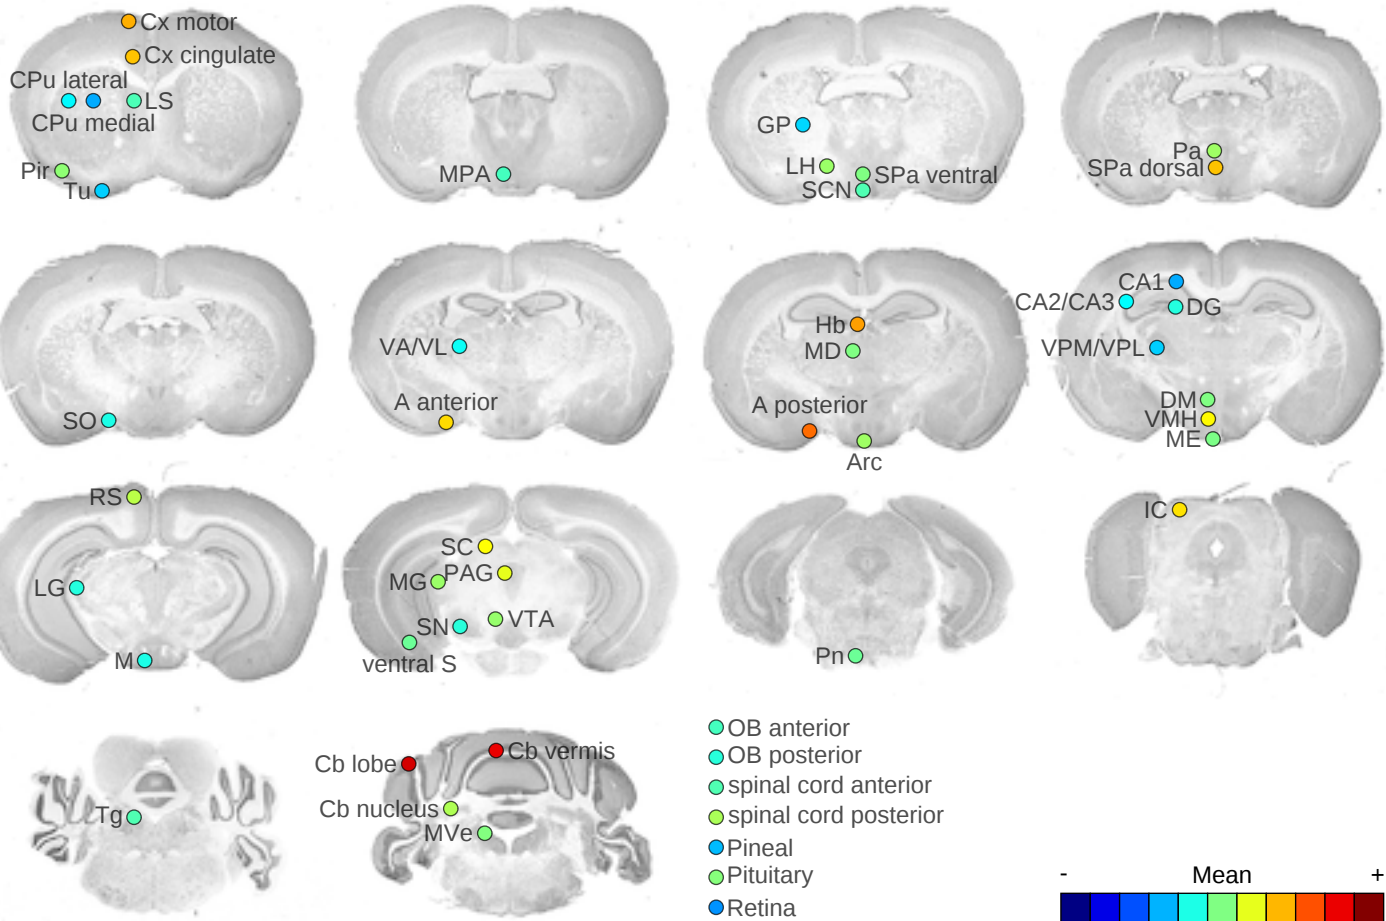 Cx motor
Cx cingulate
CPu lateral
LS
CPu medial
Pir
Tu
MPA
GP
LH
SPa ventral
SCN
Pa
SPa dorsal
SO
VA/VL
A anterior
Hb
MD
A posterior
Arc
CA1
CA2/CA3
DG
VPM/VPL
DM
VMH
ME
RS
LG
M
SC
PAG
MG
VTA
SN
ventral S
Pn
IC
Tg
Cb lobe
Cb vermis
Cb nucleus
MVe
OB anterior
OB posterior
spinal cord anterior
spinal cord posterior
Pineal
Pituitary
Retina
- Mean +